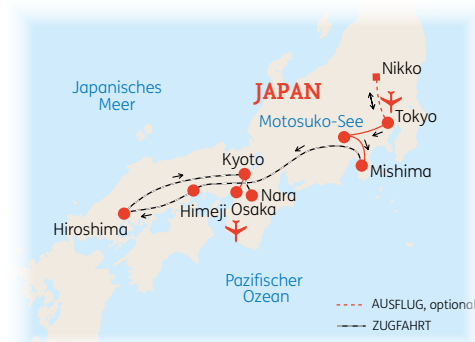 Nikko
Japanisches
Meer
JAPAN
Tokyo
Motosuko-See
Kyoto
Mishima
Nara
Himeji
Osaka
Hiroshima
Pazifischer
Ozean
AUSFLUG, optional
ZUGFAHRT